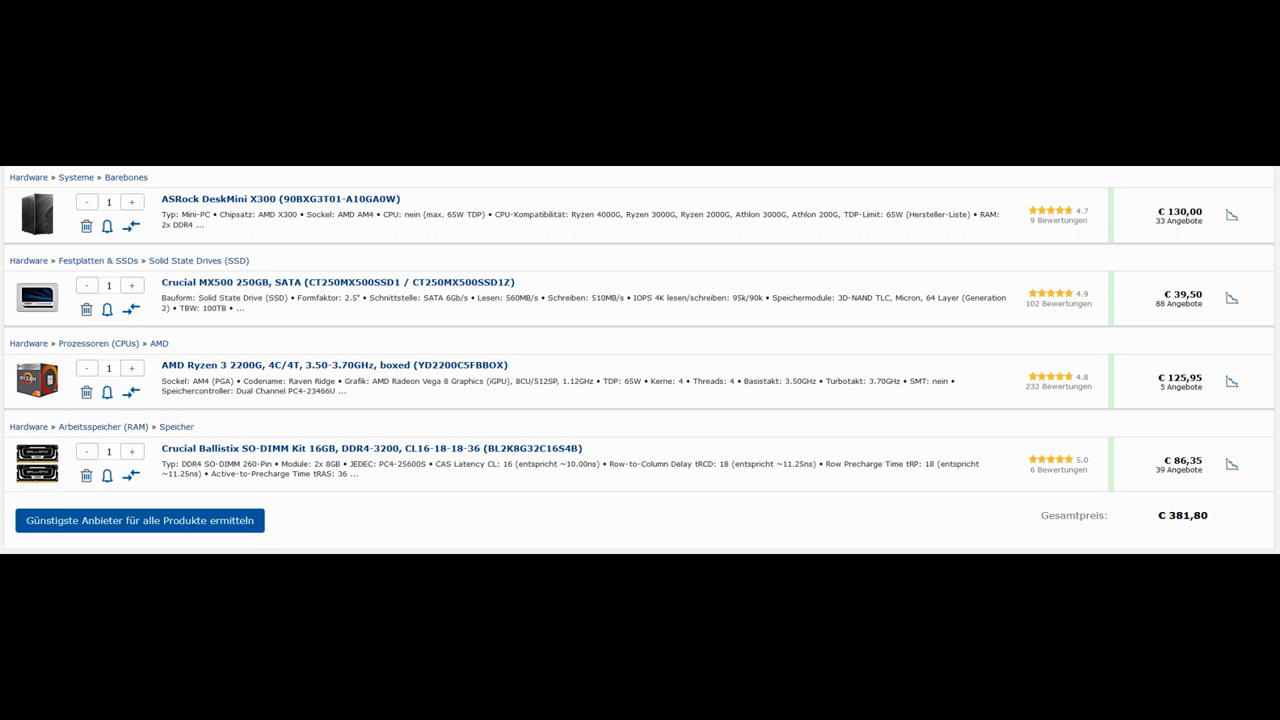 Hardware » Systeme » Barebones
- 1 +
ASRock DeskMini X300 (90BXG3T01-A10GA0W)
Typ: Mini-PC • Chipsatz: AMD X300 • Sockel: AMD AM4 • CPU: nein (max. 65W TDP) • CPU-Kompatibilität: Ryzen 4000G, Ryzen 3000G, Ryzen 2000G, Athlon 3000G, Athlon 200G, TDP-Limit: 65W (Hersteller-Liste) • RAM:
2x DDR4 ...
4.7
9 Bewertungen
€ 130,00
33 Angebote
Hardware » Festplatten & SSDs » Solid State Drives (SSD)
- 1 +
Crucial MX500 250GB, SATA (CT250MX500SSD1 / CT250MX500SSD1Z)
Bauform: Solid State Drive (SSD) • Formfaktor: 2.5" • Schnittstelle: SATA 6Gb/s • Lesen: 560MB/s • Schreiben: 510MB/s • IOPS 4K lesen/schreiben: 95k/90k • Speichermodule: 3D-NAND TLC, Micron, 64 Layer (Generation
2) • TBW: 100TB • ...
4.9
102 Bewertungen
€ 39,50
88 Angebote
Hardware » Prozessoren (CPUs) » AMD
- 1 +
AMD Ryzen 3 2200G, 4C/4T, 3.50-3.70GHz, boxed (YD2200C5FBBOX)
Sockel: AM4 (PGA) • Codename: Raven Ridge • Grafik: AMD Radeon Vega 8 Graphics (iGPU), 8CU/512SP, 1.12GHz • TDP: 65W • Kerne: 4 • Threads: 4 • Basistakt: 3.50GHz • Turbotakt: 3.70GHz • SMT: nein •
Speichercontroller: Dual Channel PC4-23466U ...
4.8
232 Bewertungen
€ 125,95
5 Angebote
RYZEN
Hardware » Arbeitsspeicher (RAM) » Speicher
- 1 +
Crucial Ballistix SO-DIMM Kit 16GB, DDR4-3200, CL16-18-18-36 (BL2K8G32C16S4B)
Typ: DDR4 SO-DIMM 260-Pin • Module: 2x 8GB • JEDEC: PC4-25600S • CAS Latency CL: 16 (entspricht ~10.00ns) • Row-to-Column Delay tRCD: 18 (entspricht ~11.25ns) • Row Precharge Time tRP: 18 (entspricht
~11.25ns) • Active-to-Precharge Time tRAS: 36 ...
5.0
6 Bewertungen
€ 86,35
39 Angebote
BALLISTIX
BALLISTIX
Günstigste Anbieter für alle Produkte ermitteln
Gesamtpreis:
€ 381,80